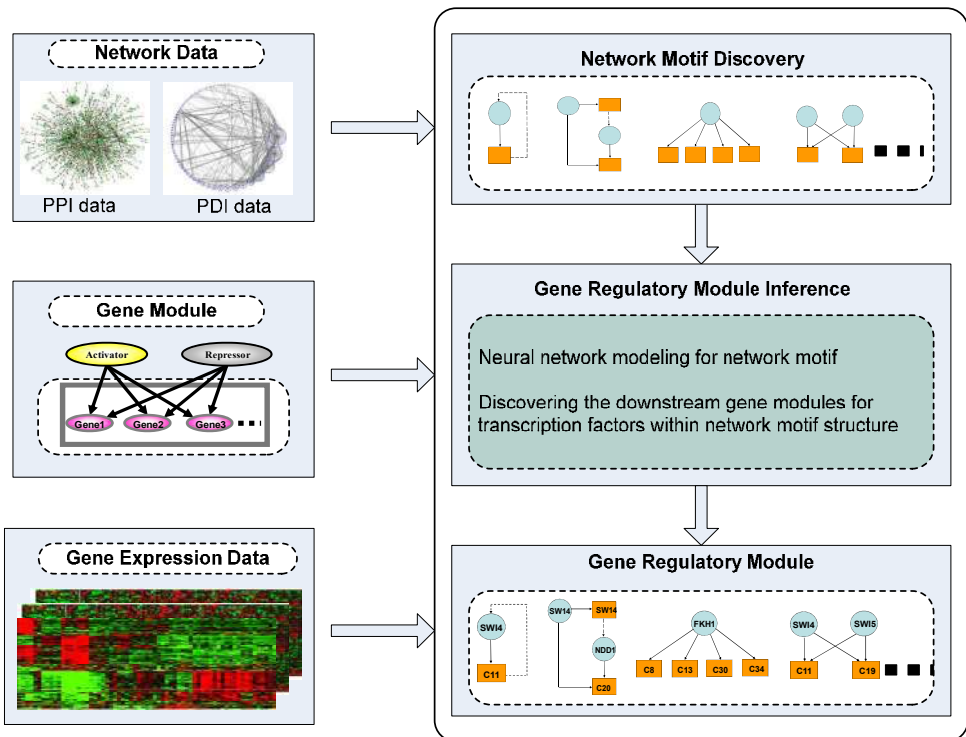 Network Data
PPI data
PDI data
Gene Module
Activator
Repressor
Gene1
Gene2
Gene3
Gene Expression Data
Network Motif Discovery
Gene Regulatory Module Inference
Neural network modeling for network motif
Discovering the downstream gene modules for
transcription factors within network motif structure
Gene Regulatory Module
SWI4
C11
SW14
SW14
NDD1
C20
FKH1
C8
C13
C30
C34
SWI4
SWI5
C11
C19